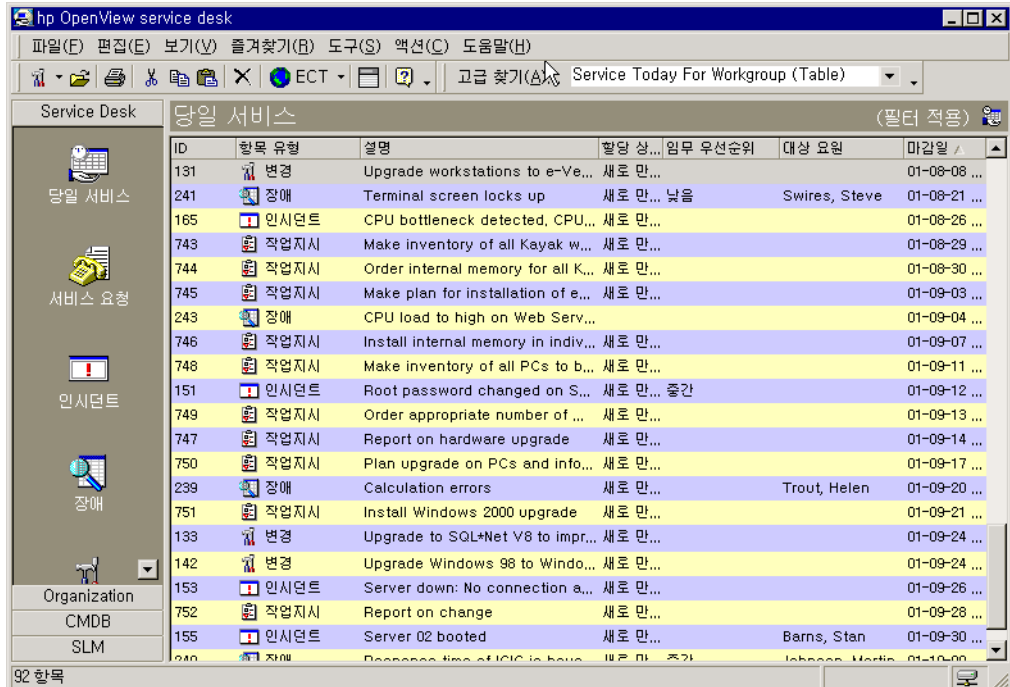 hp OpenView service desk
파일(F) 편집(E) 보기(V) 즐겨찾기(R) 도구(S) 액션(C) 도움말(H)
ECT 고급 찾기(A) Service Today For Workgroup (Table)
Service Desk
당일 서비스 (필터 적용)
ID 항목 유형 설명 할당 상... 임무 우선순위 대상 요원 마감일
131 변경 Upgrade workstations to e-Ve... 새로 만... 01-08-08 ...
241 장애 Terminal screen locks up 새로 만... 낮음 Swires, Steve 01-08-21 ...
165 인시던트 CPU bottleneck detected, CPU... 새로 만... 01-08-26 ...
743 작업지시 Make inventory of all Kayak w... 새로 만... 01-08-29 ...
744 작업지시 Order internal memory for all K... 새로 만... 01-08-30 ...
745 작업지시 Make plan for installation of e... 새로 만... 01-09-03 ...
243 장애 CPU load to high on Web Serv... 01-09-04 ...
746 작업지시 Install internal memory in indiv... 새로 만... 01-09-07 ...
748 작업지시 Make inventory of all PCs to b... 새로 만... 01-09-11 ...
151 인시던트 Root password changed on S... 새로 만... 중간 01-09-12 ...
749 작업지시 Order appropriate number of ... 새로 만... 01-09-13 ...
747 작업지시 Report on hardware upgrade 새로 만... 01-09-14 ...
750 작업지시 Plan upgrade on PCs and info... 새로 만... 01-09-17 ...
239 장애 Calculation errors 새로 만... Trout, Helen 01-09-20 ...
751 작업지시 Install Windows 2000 upgrade 새로 만... 01-09-21 ...
133 변경 Upgrade to SQL*Net V8 to impr... 새로 만... 01-09-24 ...
142 변경 Upgrade Windows 98 to Windo... 새로 만... 01-09-24 ...
153 인시던트 Server down: No connection a... 새로 만... 01-09-26 ...
752 작업지시 Report on change 새로 만... 01-09-28 ...
155 인시던트 Server 02 booted 새로 만... Barns, Stan 01-09-30 ...
당일 서비스
서비스 요청
인시던트
장애
Organization
CMDB
SLM
92 항목